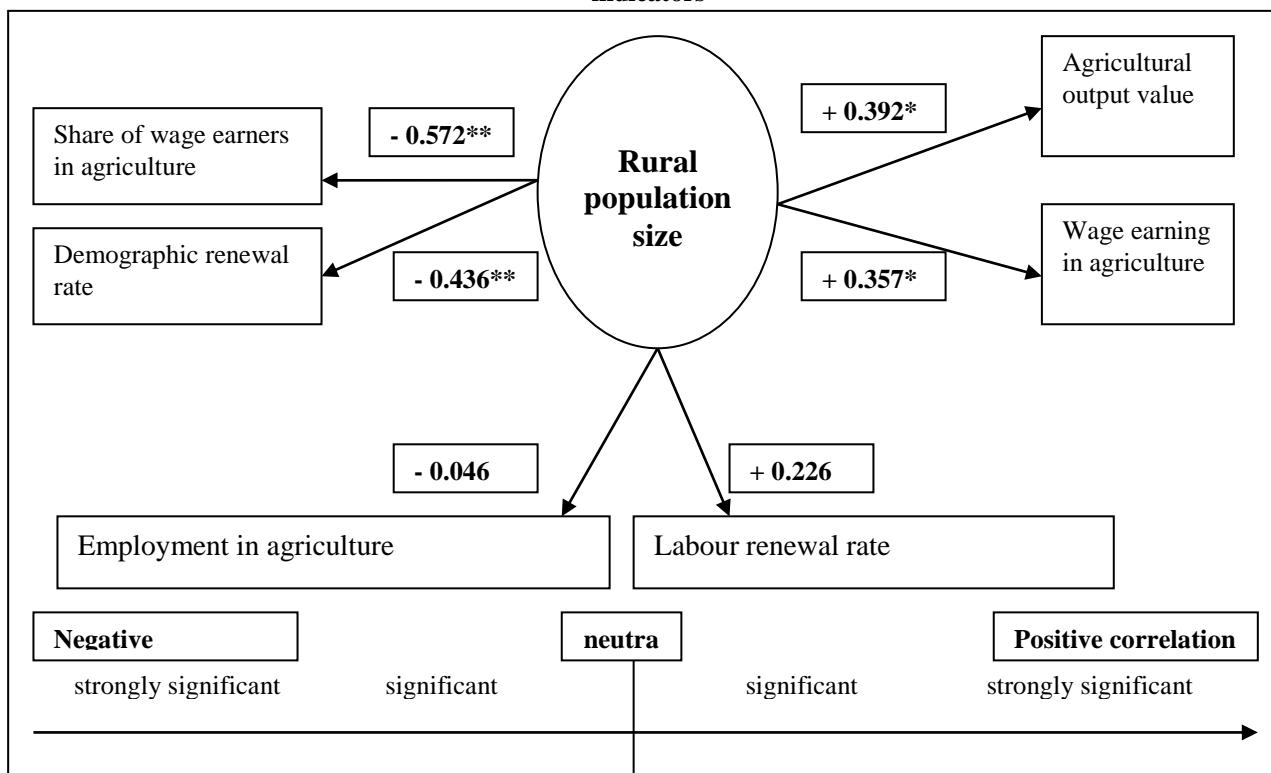 indicators
Agricultural
output value
+ 0.392*
Share of wage earners
in agriculture
- 0.572**
Rural
population
size
Demographic renewal
rate
- 0.436**
Wage earning
in agriculture
+ 0.357*
- 0.046
+ 0.226
Employment in agriculture
Labour renewal rate
Negative
neutra
Positive correlation
strongly significant
significant
significant
strongly significant